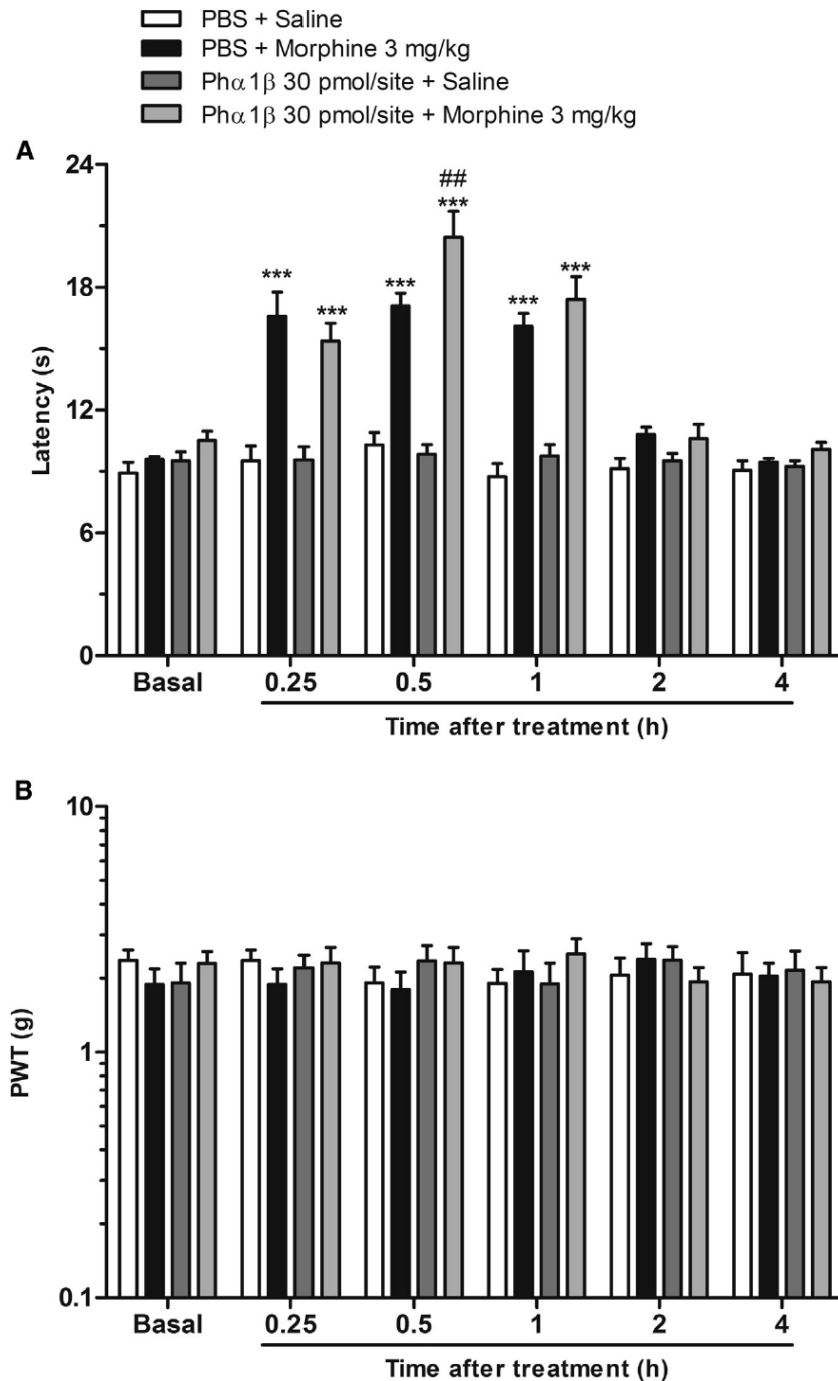 PBS + Saline
PBS + Morphine 3 mg/kg
Phα1β 30 pmol/site + Saline
Phα1β 30 pmol/site + Morphine 3 mg/kg
A
24
18
12
6
0
Latency (s)
***
***
***
##
***
***
***
Basal 0.25 0.5 1 2 4
Time after treatment (h)
B
10
1
0.1
PWT (g)
Basal 0.25 0.5 1 2 4
Time after treatment (h)